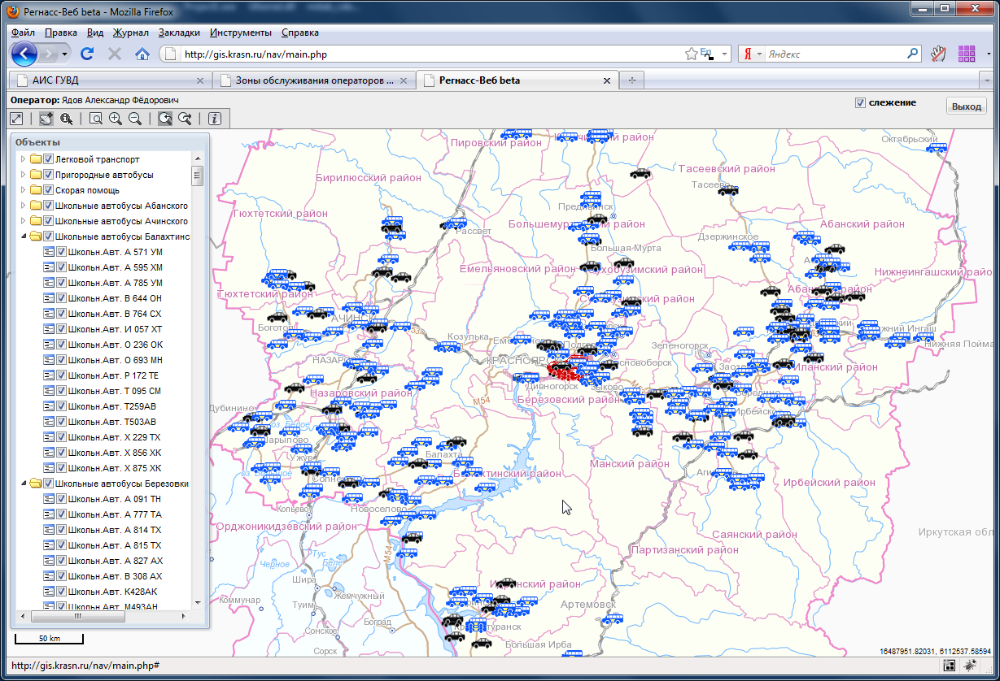 Регнасс-Веб beta - Mozilla Firefox
Файл Правка Вид Журнал Закладки Инструменты Справка
http://gis.krasn.ru/nav/main.php
Яндекс
АИС ГУВД
Зоны обслуживания операторов ...
Регнасс-Веб beta
Оператор: Ядов Александр Фёдорович
слежение
Выход
Объекты
Легковой транспорт
Пригородные автобусы
Скорая помощь
Школьные автобусы Абанского
Школьные автобусы Ачинского
Школьные автобусы Балахтинс
Школьн.Авт. А 571 УМ
Школьн.Авт. А 595 ХМ
Школьн.Авт. А 785 УМ
Школьн.Авт. В 644 ОН
Школьн.Авт. В 764 СХ
Школьн.Авт. И 057 ХТ
Школьн.Авт. О 236 ОК
Школьн.Авт. О 693 МН
Школьн.Авт. Р 172 ТЕ
Школьн.Авт. Т 095 СМ
Школьн.Авт. Т259АВ
Школьн.Авт. Т503АВ
Школьн.Авт. Х 229 ТХ
Школьн.Авт. Х 856 ХК
Школьн.Авт. Х 875 ХК
Школьные автобусы Березовки
Школьн.Авт. А 091 ТН
Школьн.Авт. А 777 ТА
Школьн.Авт. А 814 ТХ
Школьн.Авт. А 815 ТХ
Школьн.Авт. А 827 АХ
Школьн.Авт. В 308 АХ
Школьн.Авт. К428АК
Школьн.Авт. М493АН
50 km
Пировский район
Октябрьский
Бирилюсский район
Тасеевский район
Тасеево
Предивинск
Тюхтетский район
Рассвет
Большемуртинский район
Абанский район
Дзержинское
Большая Мурта
Емельяновский район
Сухобузимский район
Нижнеингашский райо
Тюхтетский район
Абанский район
Боготол
АЧИНСК
Козулька
Нижний Ингаш
Зеленогорск
Нижняя Пойма
КРАСНОЯР
Сосновоборск
Иланский район
Дивногорск
Зыково
Назаровский район
М54
Березовский район
Бородино
Дубинино
Ирбейск
Шарыпово
Ужур
Балахта
Балахтинский район
Манский район
Ирбейский район
Новоселово
Копьево
Орджоникидзевский район
М54
Саянский район
Иркутская обл
Партизанский район
Черное
Тус
Белё
Шира
Жемчужный
Коммунар
Туим
Идринский район
Артемовск
Боград
Сонское
Краснотуранск
Большая Ирба
Сорск
16487951.82031, 6112537.58594
http://gis.krasn.ru/nav/main.php#